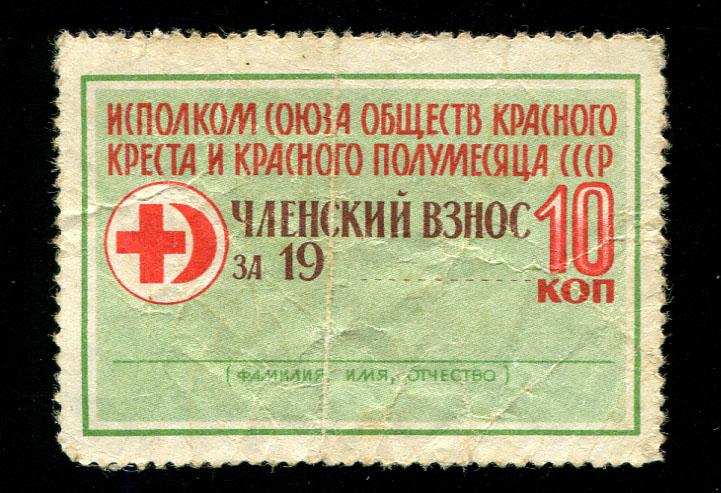 ИСПОЛКОМ СОЮЗА ОБЩЕСТВ КРАСНОГО
КРЕСТА И КРАСНОГО ПОЛУМЕСЯЦА СССР
ЧЛЕНСКИЙ ВЗНОС 10
ЗА 19 КОП
(ФАМИЛИЯ ИМЯ, ОТЧЕСТВО)